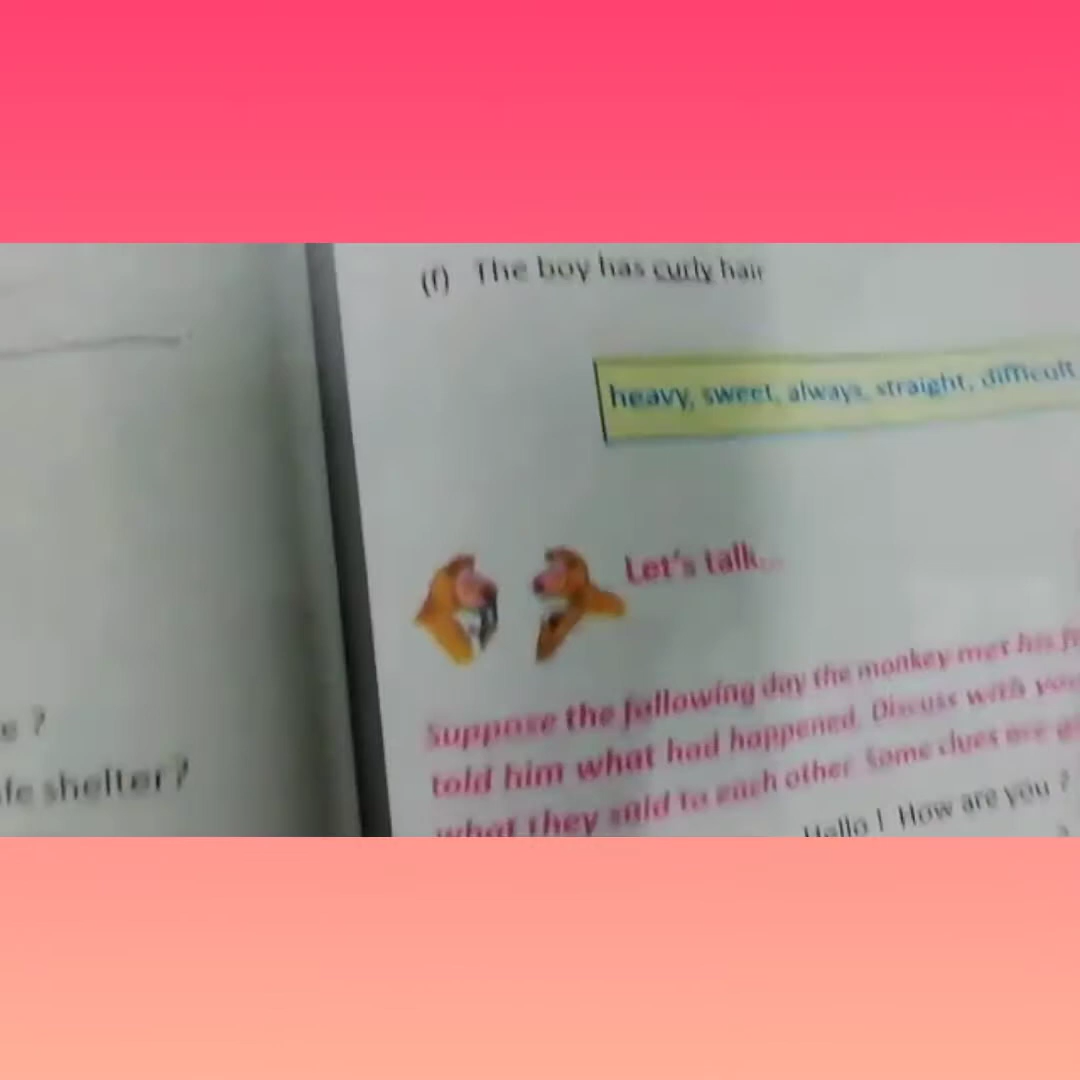 e ?
fe shelter ?
(f) The boy has curly hair
heavy, sweet, always, straight, difficult,
Let's talk...
Suppose the following day the monkey met his
told him what had happened. Discuss with
what they said to each other. Some clues are
Hello ! How are you ?